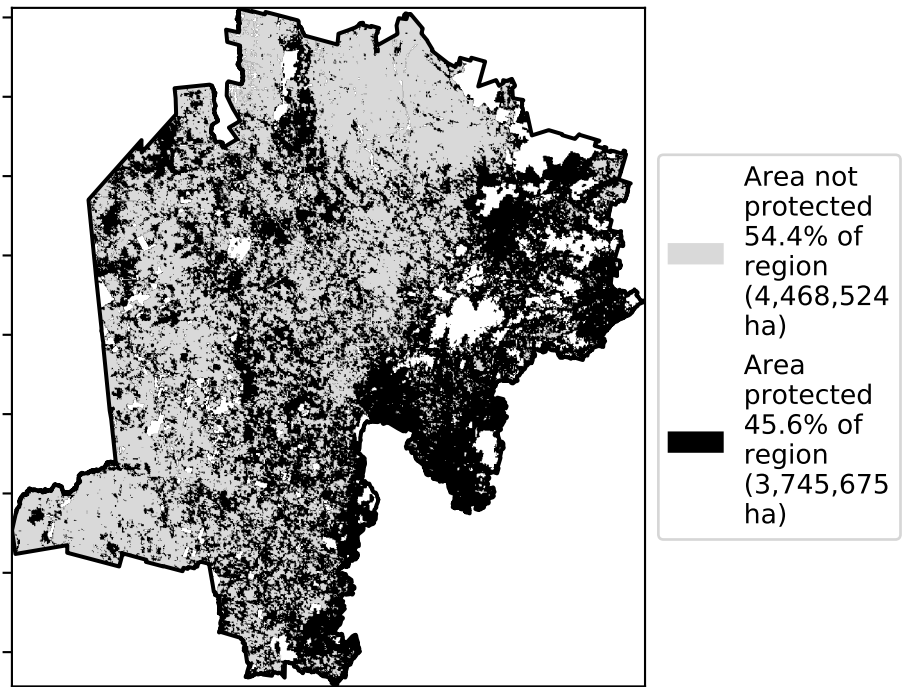 Area not
protected
54.4% of
region
(4,468,524
ha)
Area
protected
45.6% of
region
(3,745,675
ha)